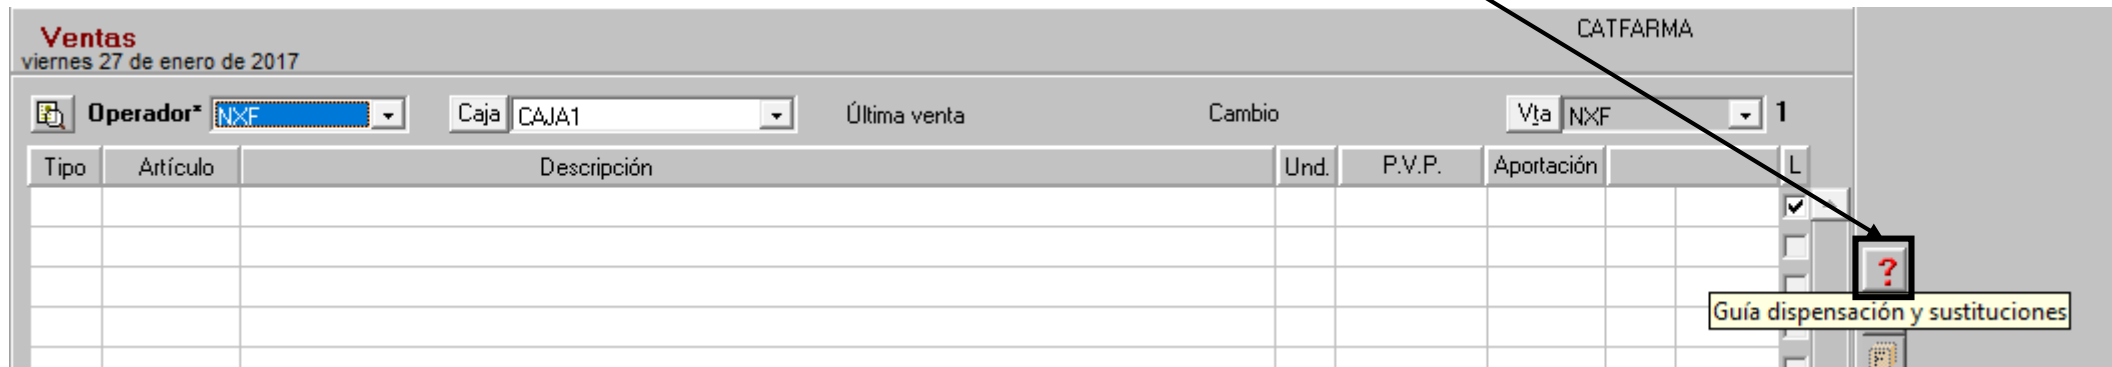 Ventas
CATFARMA
viernes 27 de enero de 2017
Operador* NXF Caja CAJA1 Última venta Cambio Vta NXF 1
Tipo Artículo Descripción Und. P.V.P. Aportación L
?
Guía dispensación y sustituciones